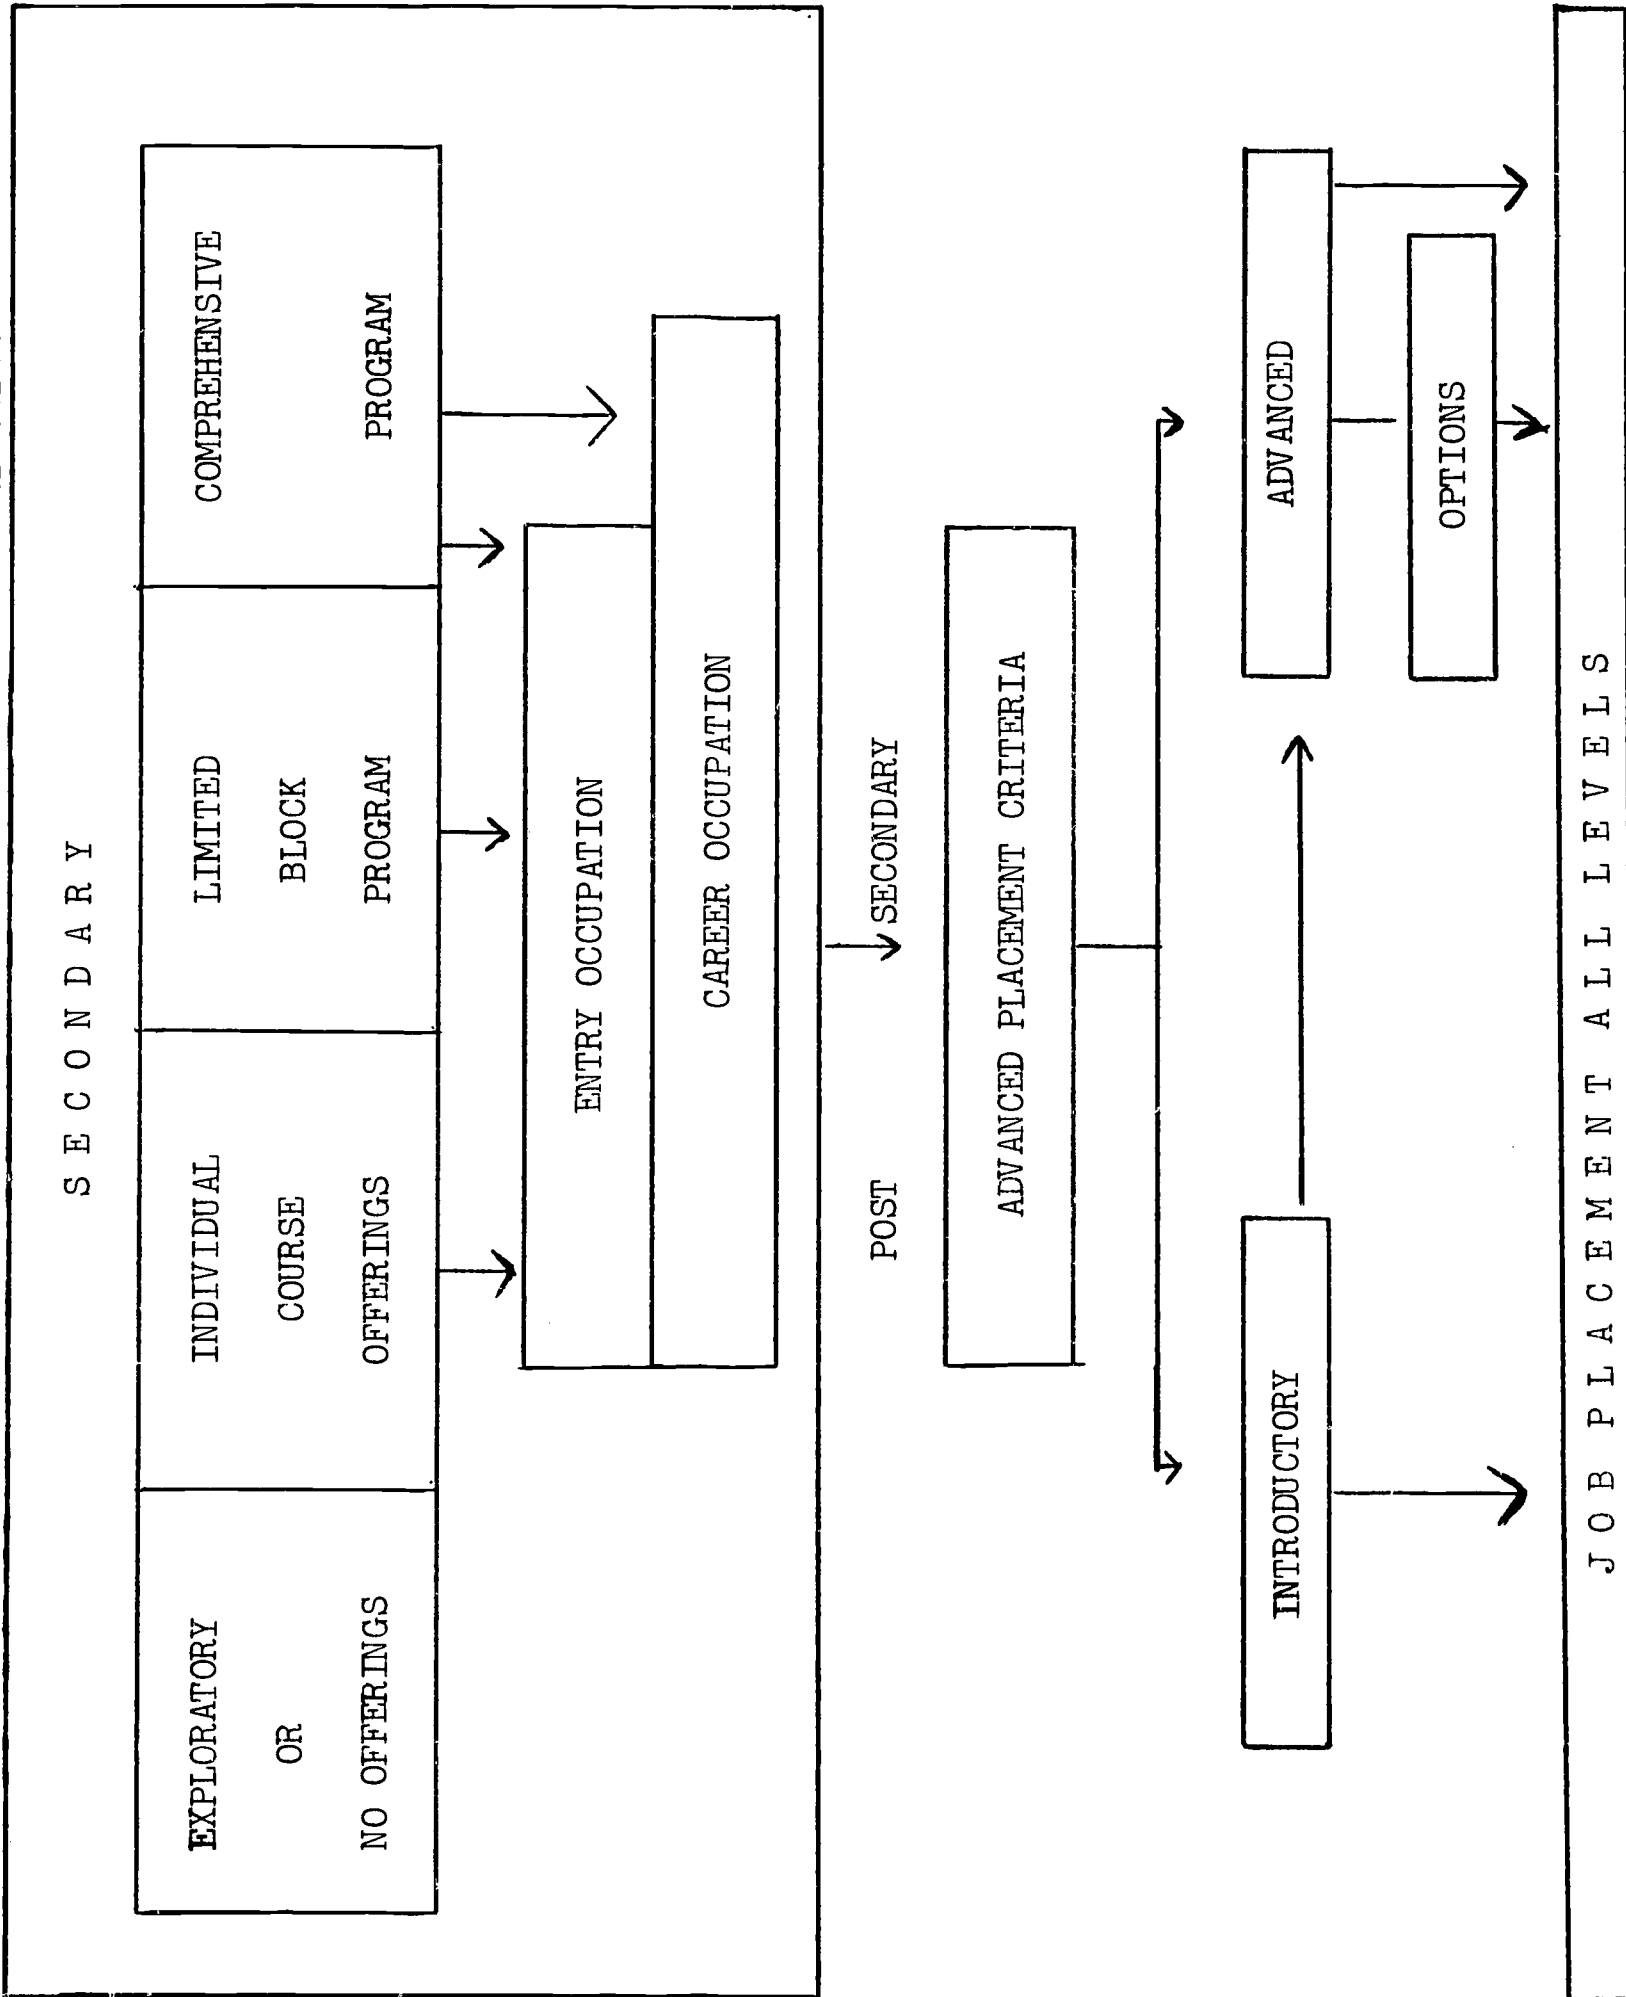 SECONDARY
EXPLORATORY
OR
NO OFFERINGS
INDIVIDUAL
COURSE
OFFERINGS
LIMITED
BLOCK
PROGRAM
COMPREHENSIVE
PROGRAM
ENTRY OCCUPATION
CAREER OCCUPATION
POST SECONDARY
ADVANCED PLACEMENT CRITERIA
INTRODUCTORY
ADVANCED
OPTIONS
JOB PLACEMENT ALL LEVELS